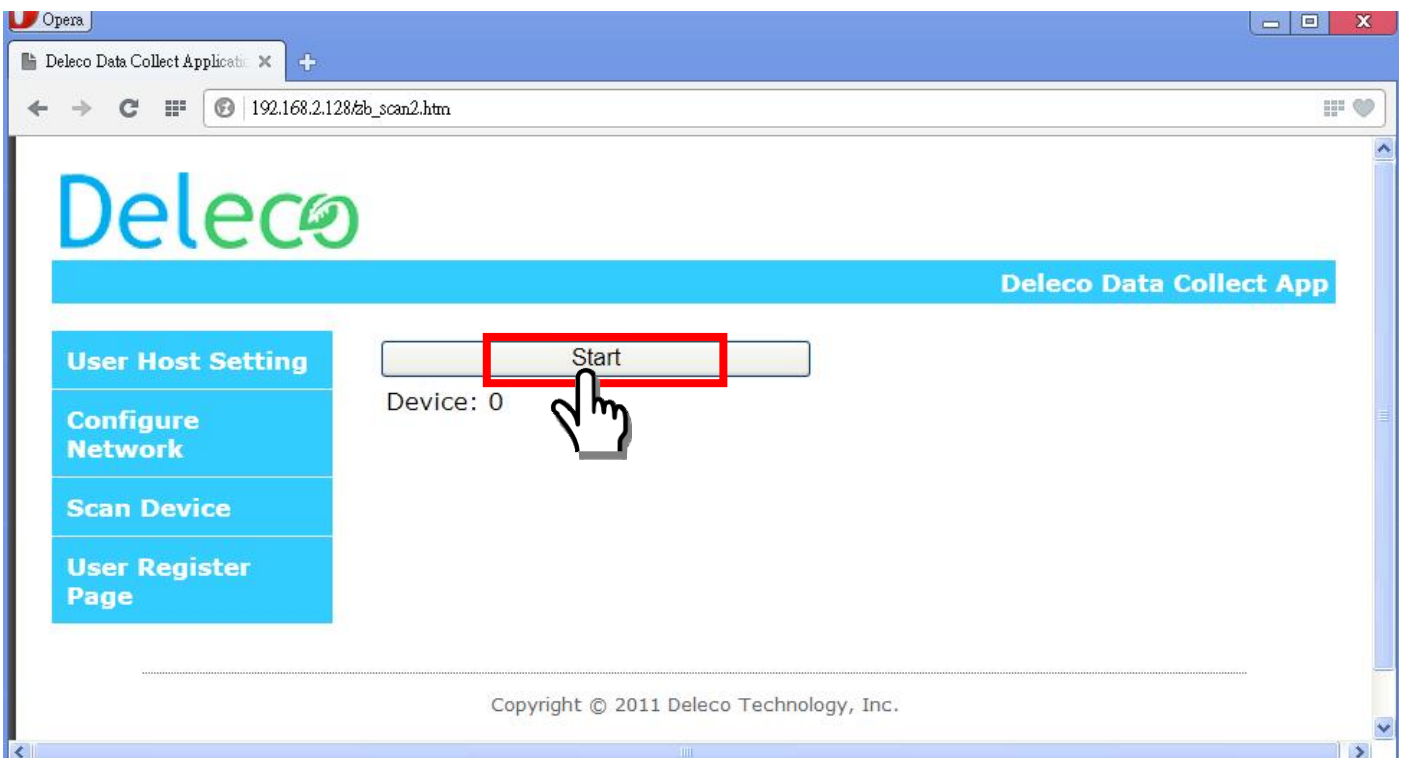 Opera
Deleco Data Collect Applicati
192.168.2.128/zb_scan2.htm
Deleco
Deleco Data Collect App
User Host Setting
Configure
Network
Scan Device
User Register
Page
Start
Device: 0
Copyright © 2011 Deleco Technology, Inc.